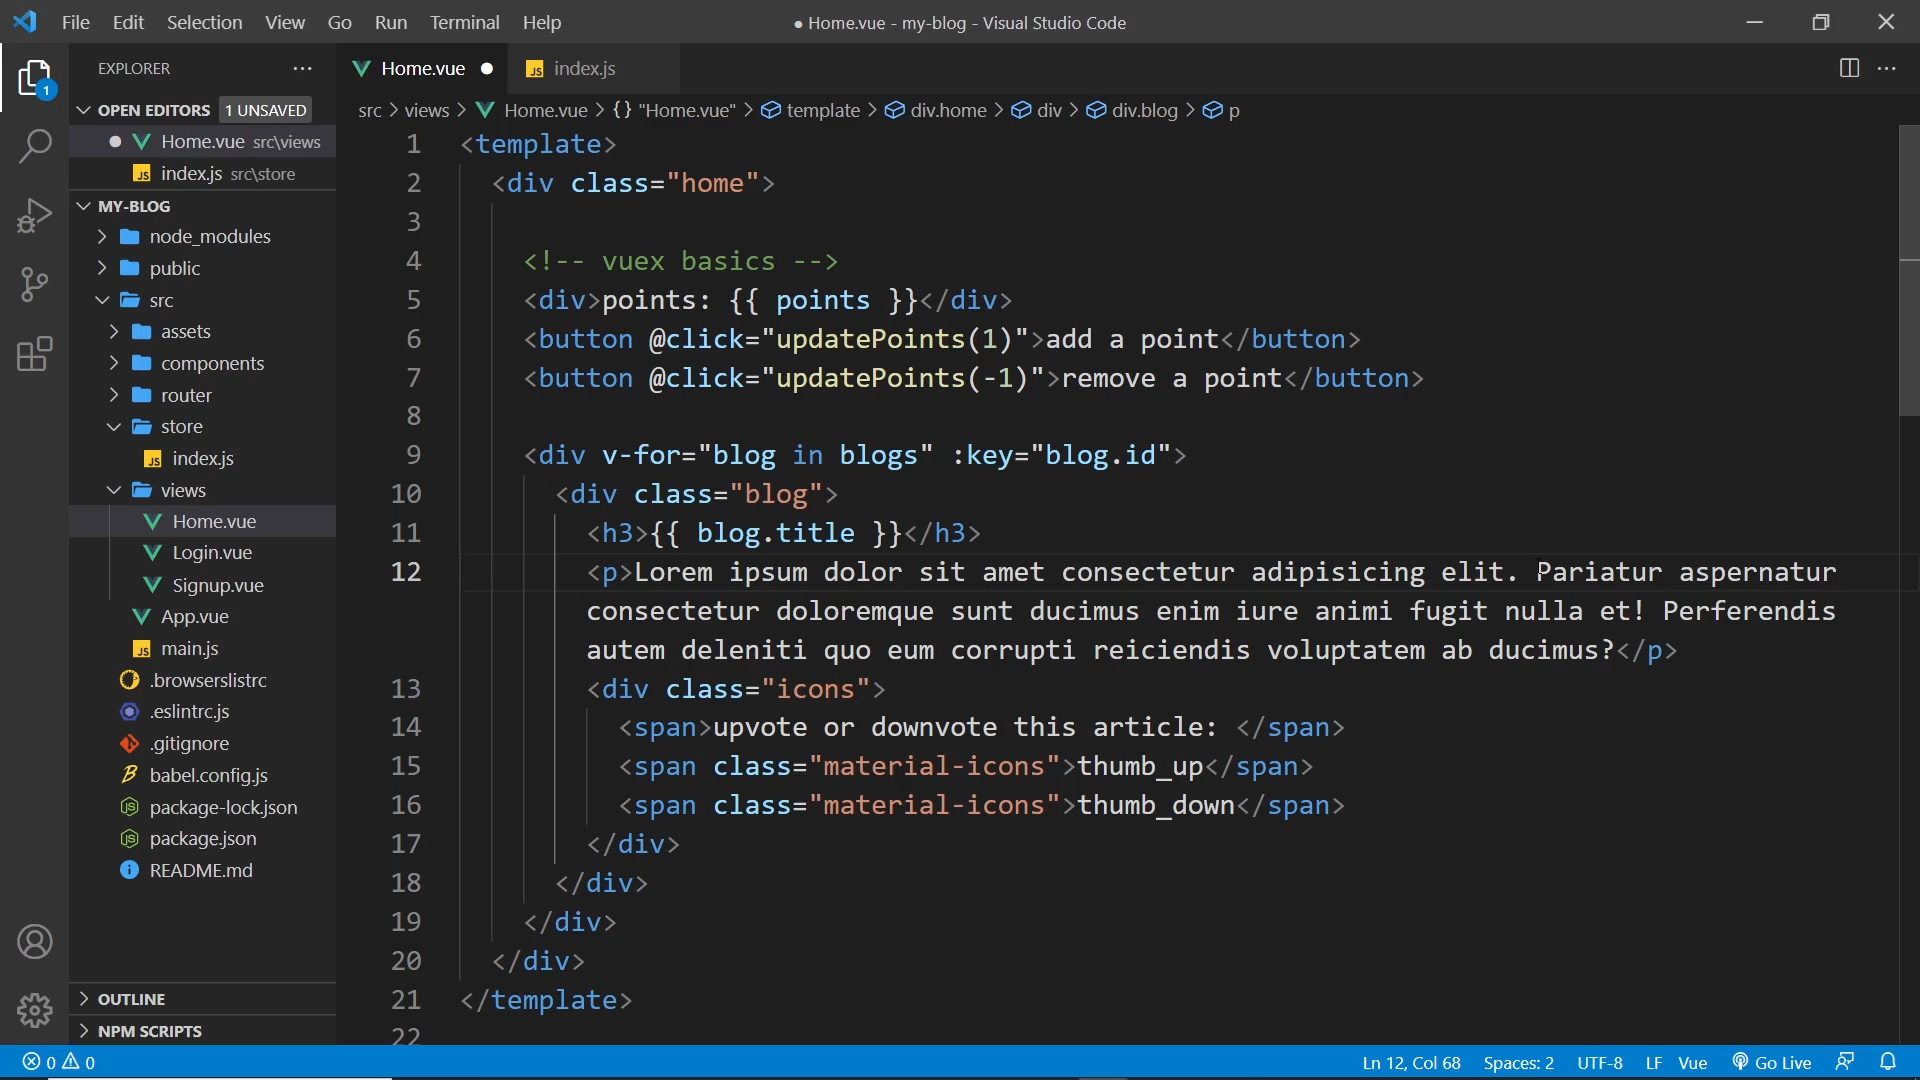 File Edit Selection View Go Run Terminal Help
● Home.vue - my-blog - Visual Studio Code
EXPLORER
Home.vue
JS index.js
1
OPEN EDITORS 1 UNSAVED
Home.vue src\views
JS index.js src\store
MY-BLOG
node_modules
public
src
assets
components
router
store
JS index.js
views
Home.vue
Login.vue
Signup.vue
App.vue
JS main.js
.browserslistrc
.eslintrc.js
.gitignore
babel.config.js
package-lock.json
package.json
README.md
OUTLINE
NPM SCRIPTS
src > views > Home.vue > {} "Home.vue" > template > div.home > div > div.blog > p
1 <template>
2 <div class="home">
3
4 <!-- vuex basics -->
5 <div>points: {{ points }}</div>
6 <button @click="updatePoints(1)">add a point</button>
7 <button @click="updatePoints(-1)">remove a point</button>
8
9 <div v-for="blog in blogs" :key="blog.id">
10 <div class="blog">
11 <h3>{{ blog.title }}</h3>
12 <p>Lorem ipsum dolor sit amet consectetur adipisicing elit. Pariatur aspernatur
consectetur doloremque sunt ducimus enim iure animi fugit nulla et! Perferendis
autem deleniti quo eum corrupti reiciendis voluptatem ab ducimus?</p>
13 <div class="icons">
14 <span>upvote or downvote this article: </span>
15 <span class="material-icons">thumb_up</span>
16 <span class="material-icons">thumb_down</span>
17 </div>
18 </div>
19 </div>
20 </div>
21 </template>
22
0 0
Ln 12, Col 68 Spaces: 2 UTF-8 LF Vue Go Live